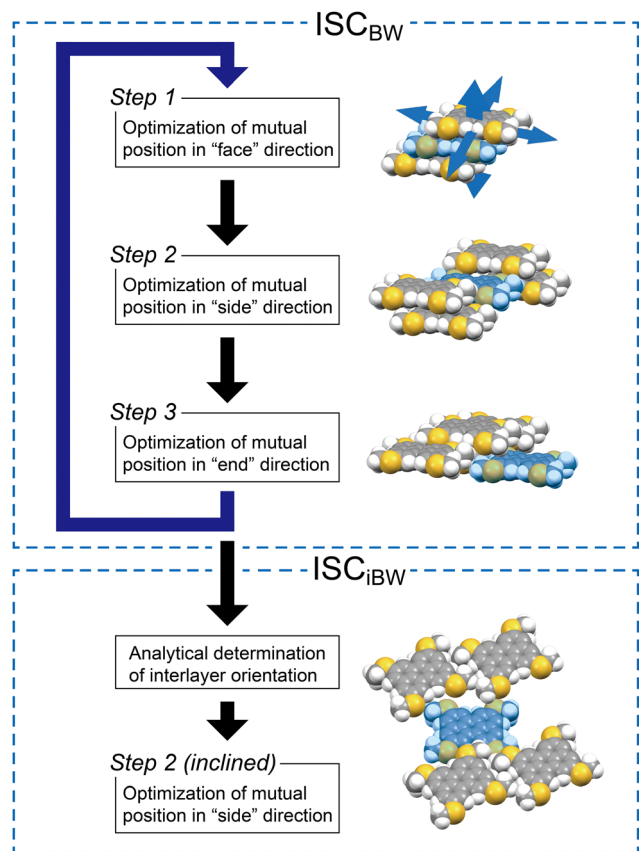 ISC_BW
Step 1
Optimization of mutual
position in “face” direction
Step 2
Optimization of mutual
position in “side” direction
Step 3
Optimization of mutual
position in “end” direction
ISC_iBW
Analytical determination
of interlayer orientation
Step 2 (inclined)
Optimization of mutual
position in “side” direction